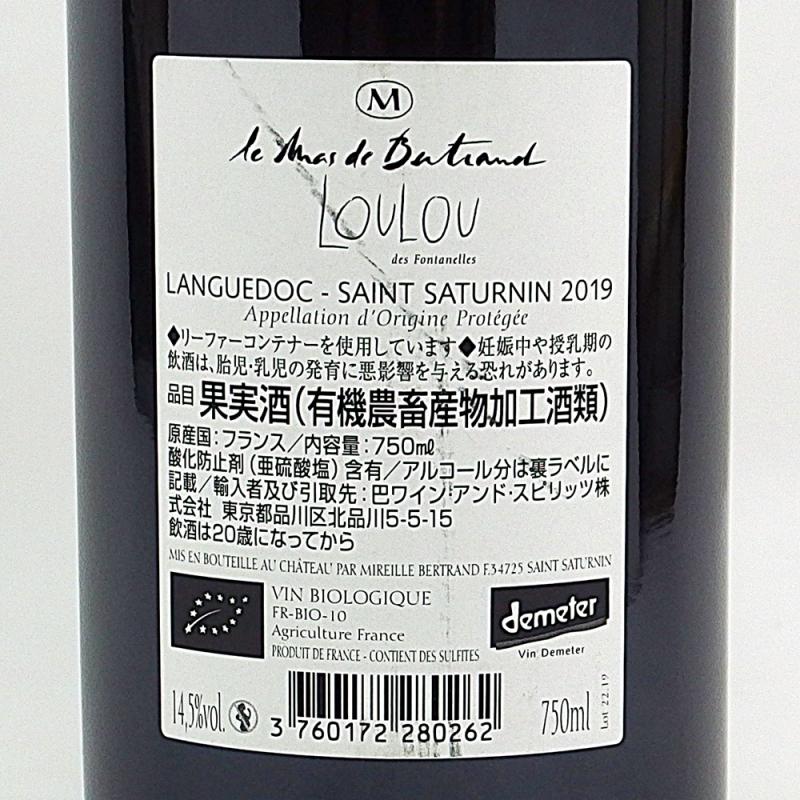 M
le Mas de Bertrand
LOULOU
des Fontanelles
LANGUEDOC - SAINT SATURNIN 2019
Appellation d'Origine Protégée
◆リーファーコンテナーを使用しています◆妊娠中や授乳期の
飲酒は、胎児・乳児の発育に悪影響を与える恐れがあります。
品目 果実酒(有機農畜産物加工酒類)
原産国:フランス/内容量:750㎖
酸化防止剤(亜硫酸塩)含有/アルコール分は裏ラベルに
記載/輸入者及び引取先:巴ワイン・アンド・スピリッツ株
式会社 東京都品川区北品川5-5-15
飲酒は20歳になってから
MIS EN BOUTEILLE AU CHÂTEAU PAR MIREILLE BERTRAND F.34725 SAINT SATURNIN
VIN BIOLOGIQUE
FR-BIO-10
Agriculture France
PRODUIT DE FRANCE - CONTIENT DES SULFITES
demeter
Vin Demeter
14,5%vol.
3 760172 280262
750ml
Lot 22.19